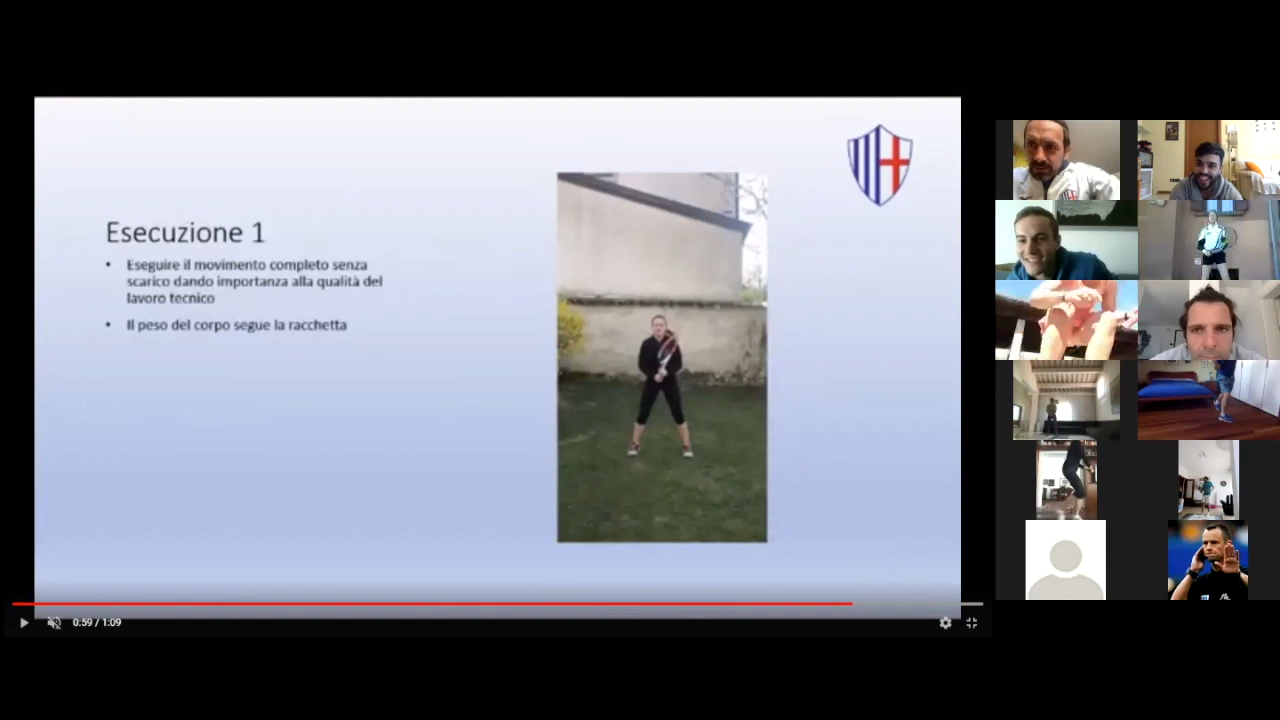 Esecuzione 1
• Eseguire il movimento completo senza
scarico dando importanza alla qualità del
lavoro tecnico
• Il peso del corpo segue la racchetta
0:59 / 1:09